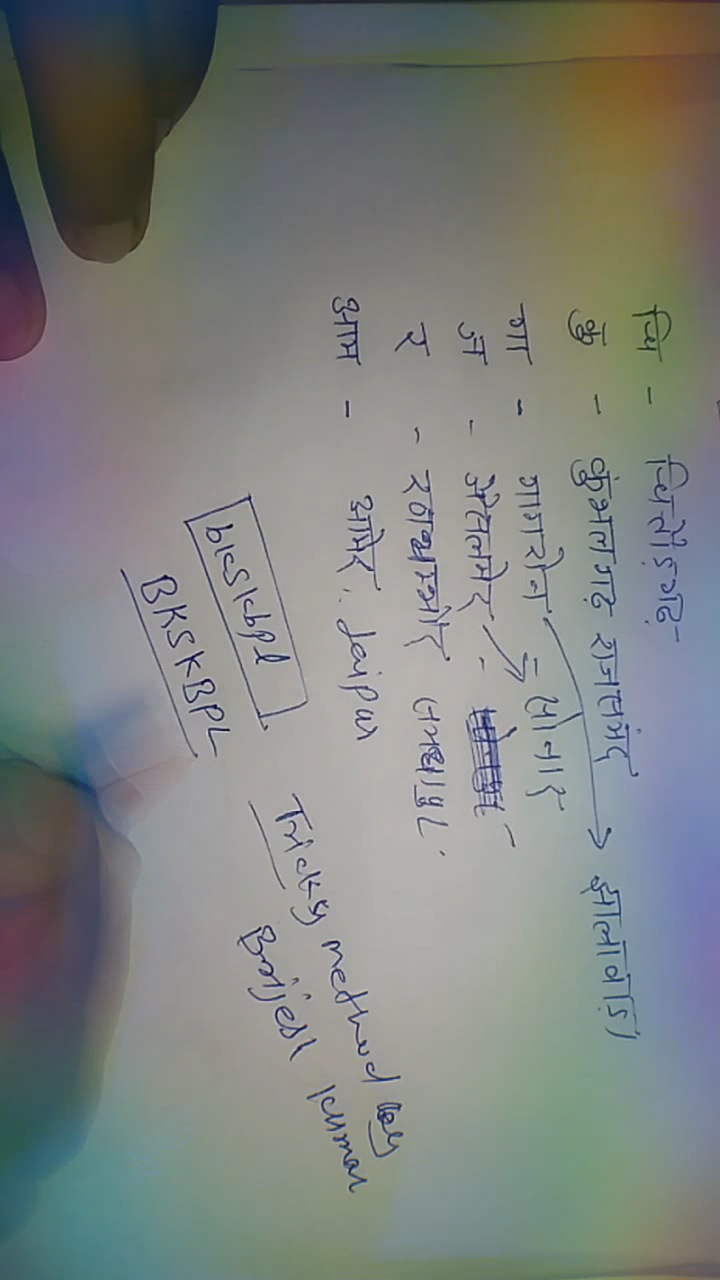 चि - चित्तौड़गढ़
कुं - कुंभलगढ़ राजसमंद
गा - गागरोन → झालावाड़।
ज - जैसलमेर - सोनार
र - रणथम्भोर
आम - आमेर. Jaipur
bkskbpl
BKSKBPL
Tricky method by
Brijesh Kumar